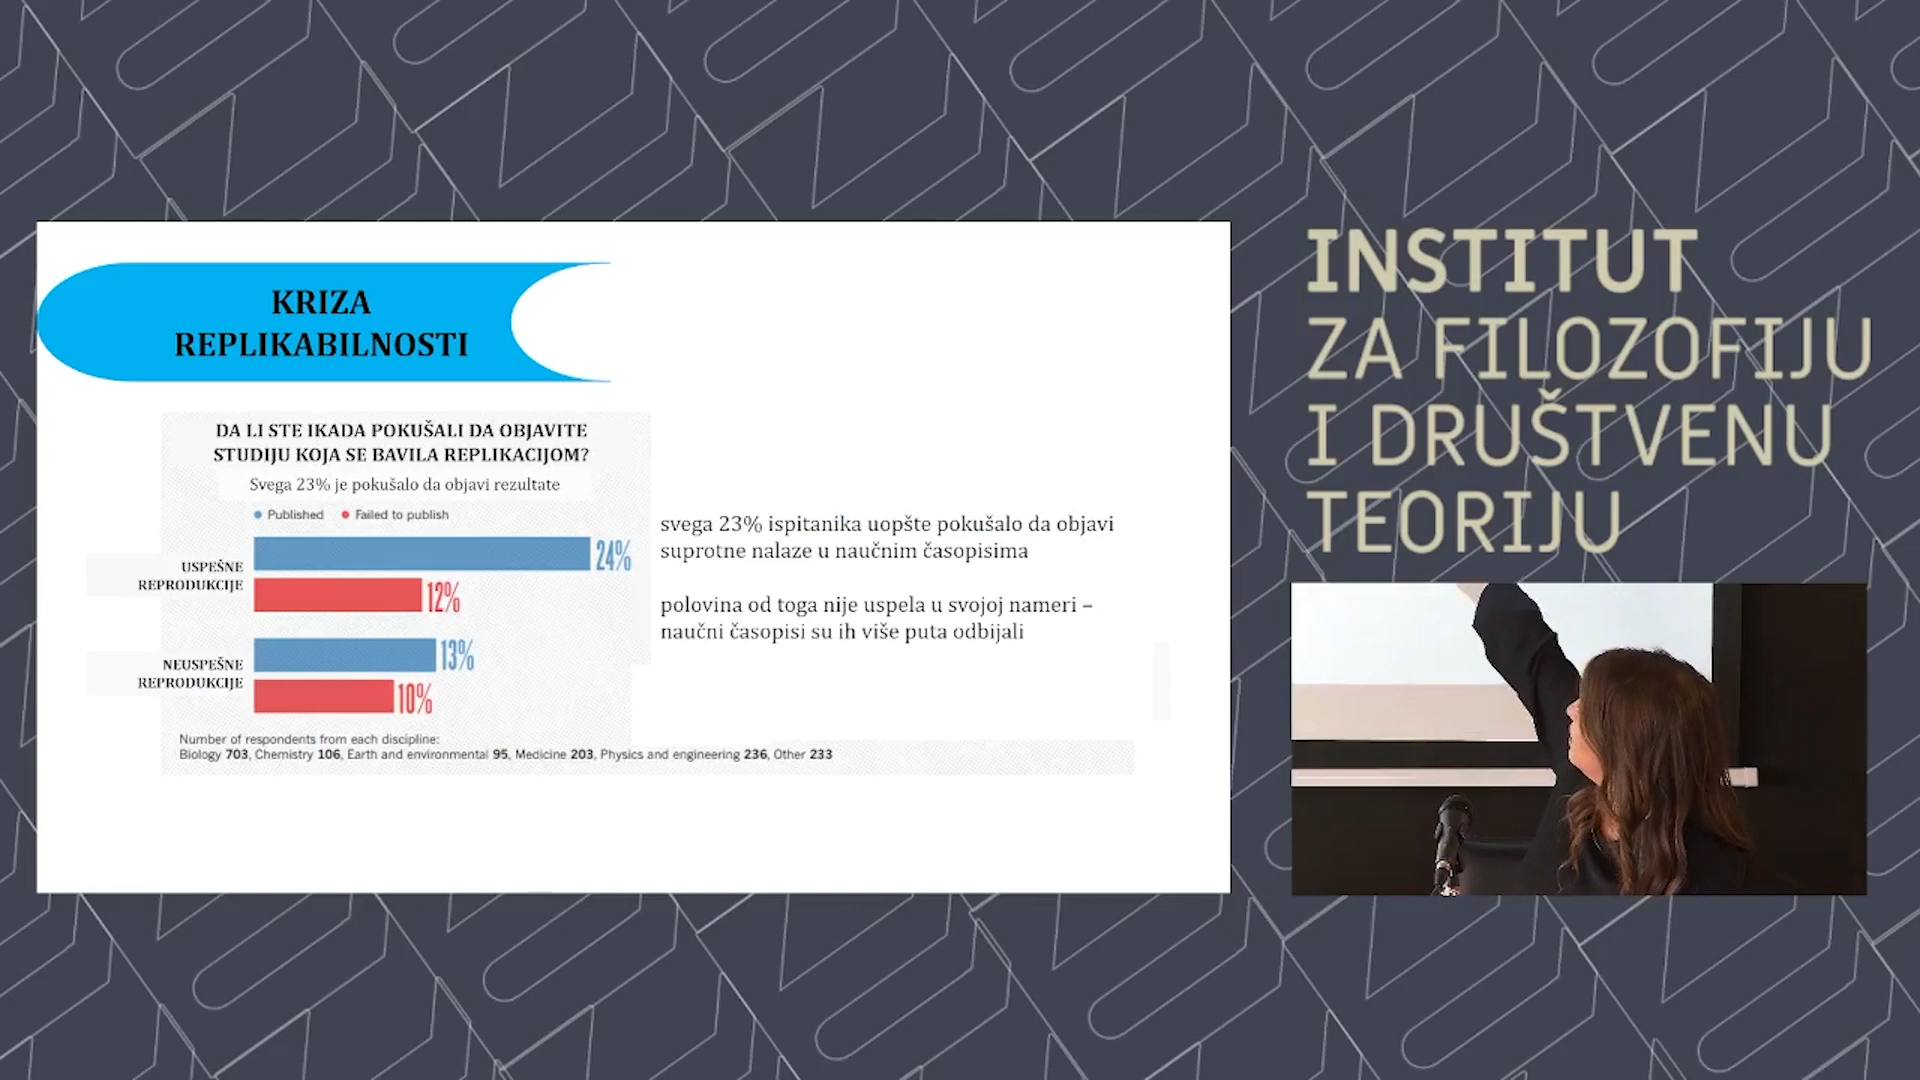 KRIZA
REPLIKABILNOSTI
DA LI STE IKADA POKUŠALI DA OBJAVITE
STUDIJU KOJA SE BAVILA REPLIKACIJOM?
Svega 23% je pokušalo da objavi rezultate
Published Failed to publish
USPEŠNE
REPRODUKCIJE
24%
12%
NEUSPEŠNE
REPRODUKCIJE
13%
10%
Number of respondents from each discipline:
Biology 703, Chemistry 106, Earth and environmental 95, Medicine 203, Physics and engineering 236, Other 233
svega 23% ispitanika uopšte pokušalo da objavi
suprotne nalaze u naučnim časopisima
polovina od toga nije uspela u svojoj nameri –
naučni časopisi su ih više puta odbijali
INSTITUT
ZA FILOZOFIJU
I DRUŠTVENU
TEORIJU